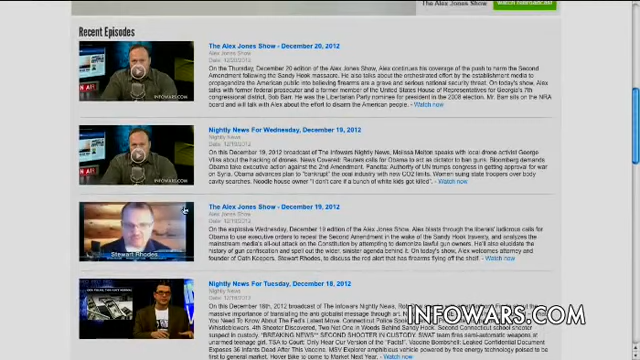 The Alex Jones Show
Recent Episodes
The Alex Jones Show - December 20, 2012
Alex Jones Show
Date: 12/20/2012
On the Thursday, December 20 edition of the Alex Jones Show, Alex continues his coverage of the push to narrow the Second
Amendment following the Sandy Hook massacre. He also talks about the orchestrated effort by the establishment media to
propagandize the American public into believing firearms are a grave and serious national security threat. On today's show, Alex
talks with former federal prosecutor and a former member of the United States House of Representatives for Georgia's 7th
congressional district, Bob Barr. He was the Libertarian Party nominee for president in the 2008 election. Mr. Barr sits on the NRA
board and will talk with Alex about the effort to disarm the American people. - Watch now
INFOWARS.COM
Nightly News For Wednesday, December 19, 2012
Nightly News
Date: 12/19/2012
On this December 19, 2012 broadcast of the Infowars Nightly News, Melissa Melton speaks with local drone activist George
about the hacking of drones. News Covered: Reuters calls for Obama to act as dictator to ban guns. Bloomberg demands
Obama take executive action against the 2nd Amendment. Panetta: Authority of UN trumps congress in getting approval for war
on Syria. Obama advances plan to "bankrupt" the coal industry with new CO2 limits. Women suing state troopers over body
cavity searches. Neede house owner "I don't care if a bunch of white kids got killed". - Watch now
INFOWARS.COM
The Alex Jones Show - December 19, 2012
Alex Jones Show
Date: 12/19/2012
On the explosive Wednesday, December 19 edition of the Alex Jones Show, Alex blasts through the liberals' ludicrous calls for
Obama to use executive orders to repeal the Second Amendment in the wake of the Sandy Hook travesty, and analyzes the
mainstream media's all-out attack on the Constitution by attempting to demonize lawful gun owners. He'll also elucidate
the history of gun confiscation and spell out the wider, sinister agenda behind it. On today's show, Alex welcomes attorney
and founder of Oath Keepers, Stewart Rhodes, to discuss the red alert that has firearms flying off the shelf. - Watch now
Stewart Rhodes
Nightly News For Tuesday, December 18, 2012
Nightly News
Date: 12/18/2012
On this December 18th, 2012 broadcast of The Infowars Nightly News,
massive importance of translating the anti global message through art.
You Need To Know About The Fed's Latest Move. Corporate Police
Whistleblowers. 4th Shooter Discovered, Two Not One in Woods Behind Sandy Hook. Second Connecticut school shooting
suspect in custody. "BREAKING NEWS" SECOND SHOOTER IN CUSTODY. SWAT team fires semi-automatic weapons at
unarmed teenage girl. TSA to Court: Only Hear Our Version of the "Facts". Vaccine Bombshell: Leaked Confidential Document
Exposes 36 Infants Dead After This Vaccine. MSV Explorer amphibious vehicle powered by free energy technology poised to be
first to general market. Hover Bike to come to Market Next Year. - Watch now
INFOWARS.COM